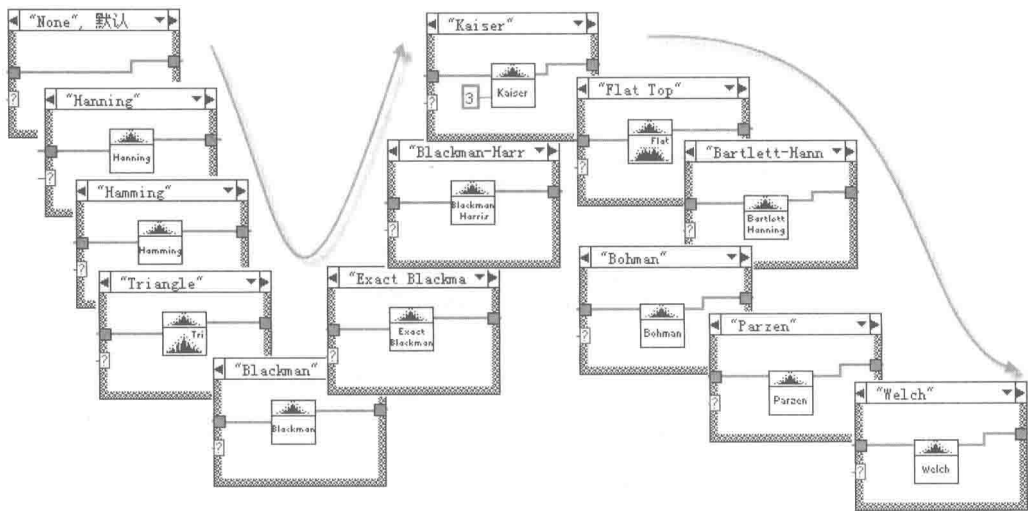 "None", 默认
?
"Hanning"
Hanning
?
"Hamming"
Hamming
?
"Triangle"
Tri
?
"Blackman"
Blackman
?
"Exact Blackma
Exact
Blackman
?
"Blackman-Harr
Blackman
Harris
?
"Kaiser"
3
Kaiser
?
"Flat Top"
Flat
?
"Bartlett-Hann
Bartlett
Hanning
?
"Bohman"
Bohman
?
"Parzen"
Parzen
?
"Welch"
Welch
?